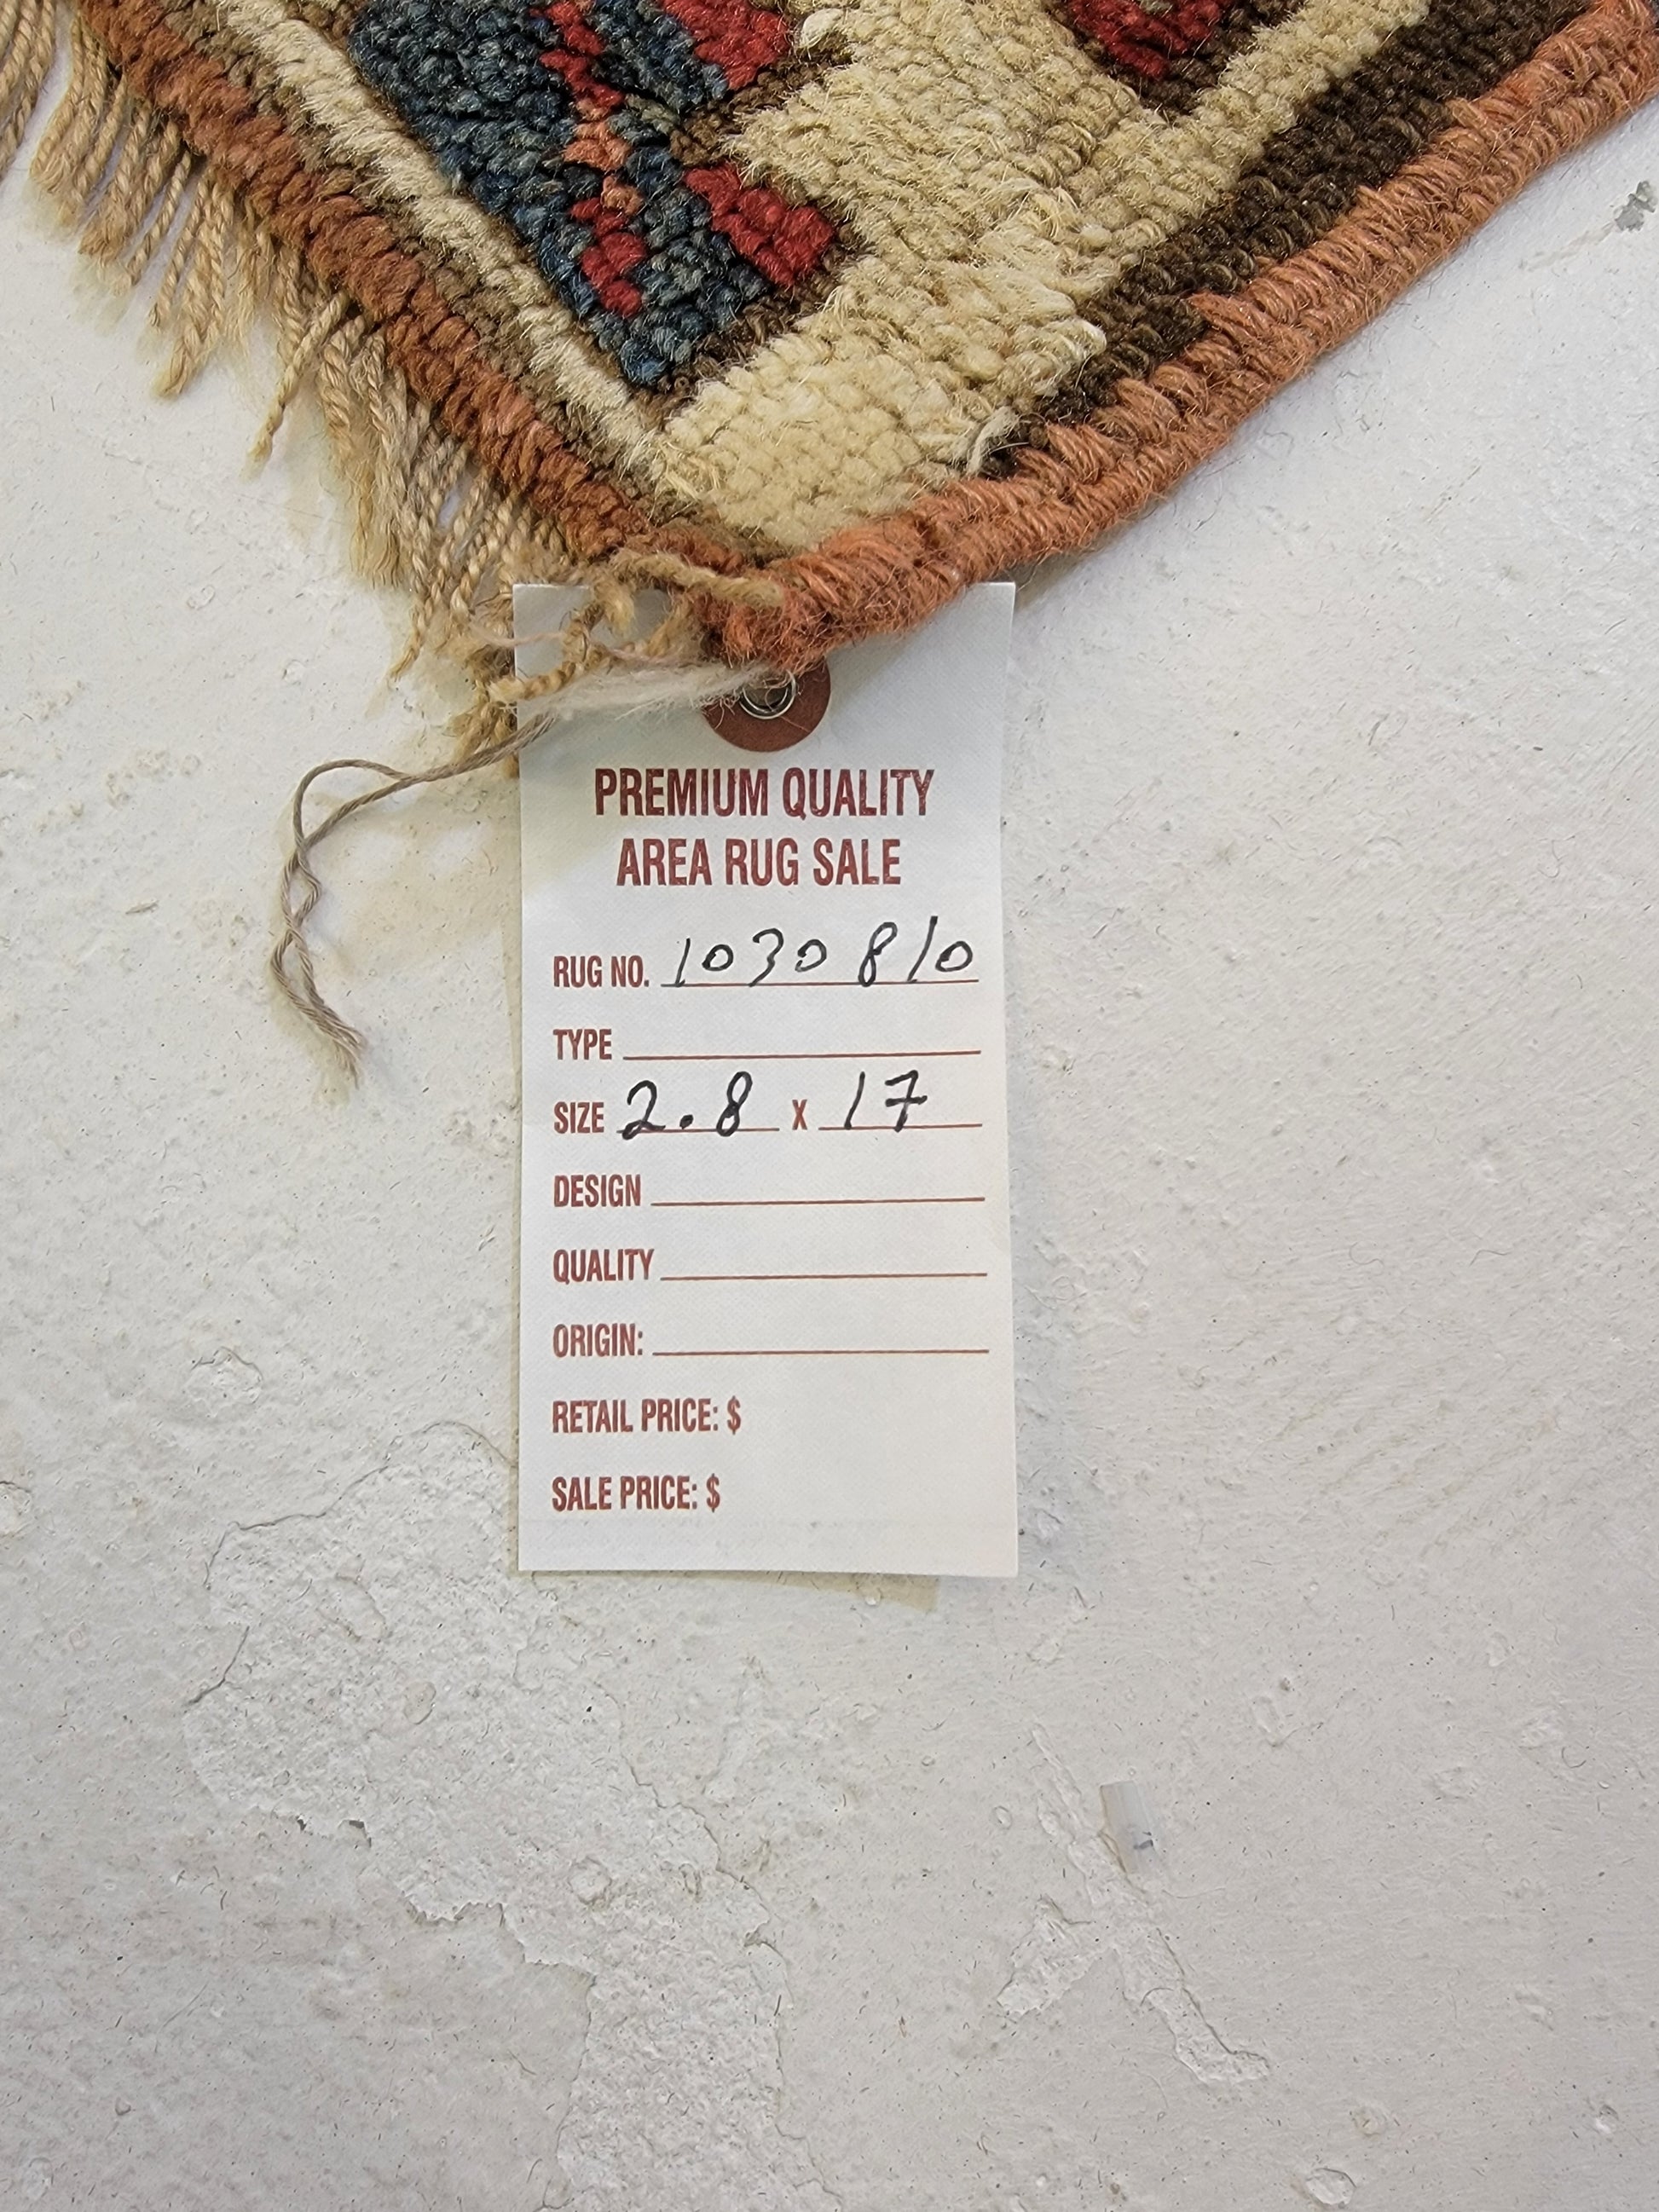 PREMIUM QUALITY
AREA RUG SALE
RUG NO. 1030810
TYPE
SIZE 2.8 X 17
DESIGN
QUALITY
ORIGIN:
RETAIL PRICE: $
SALE PRICE: $